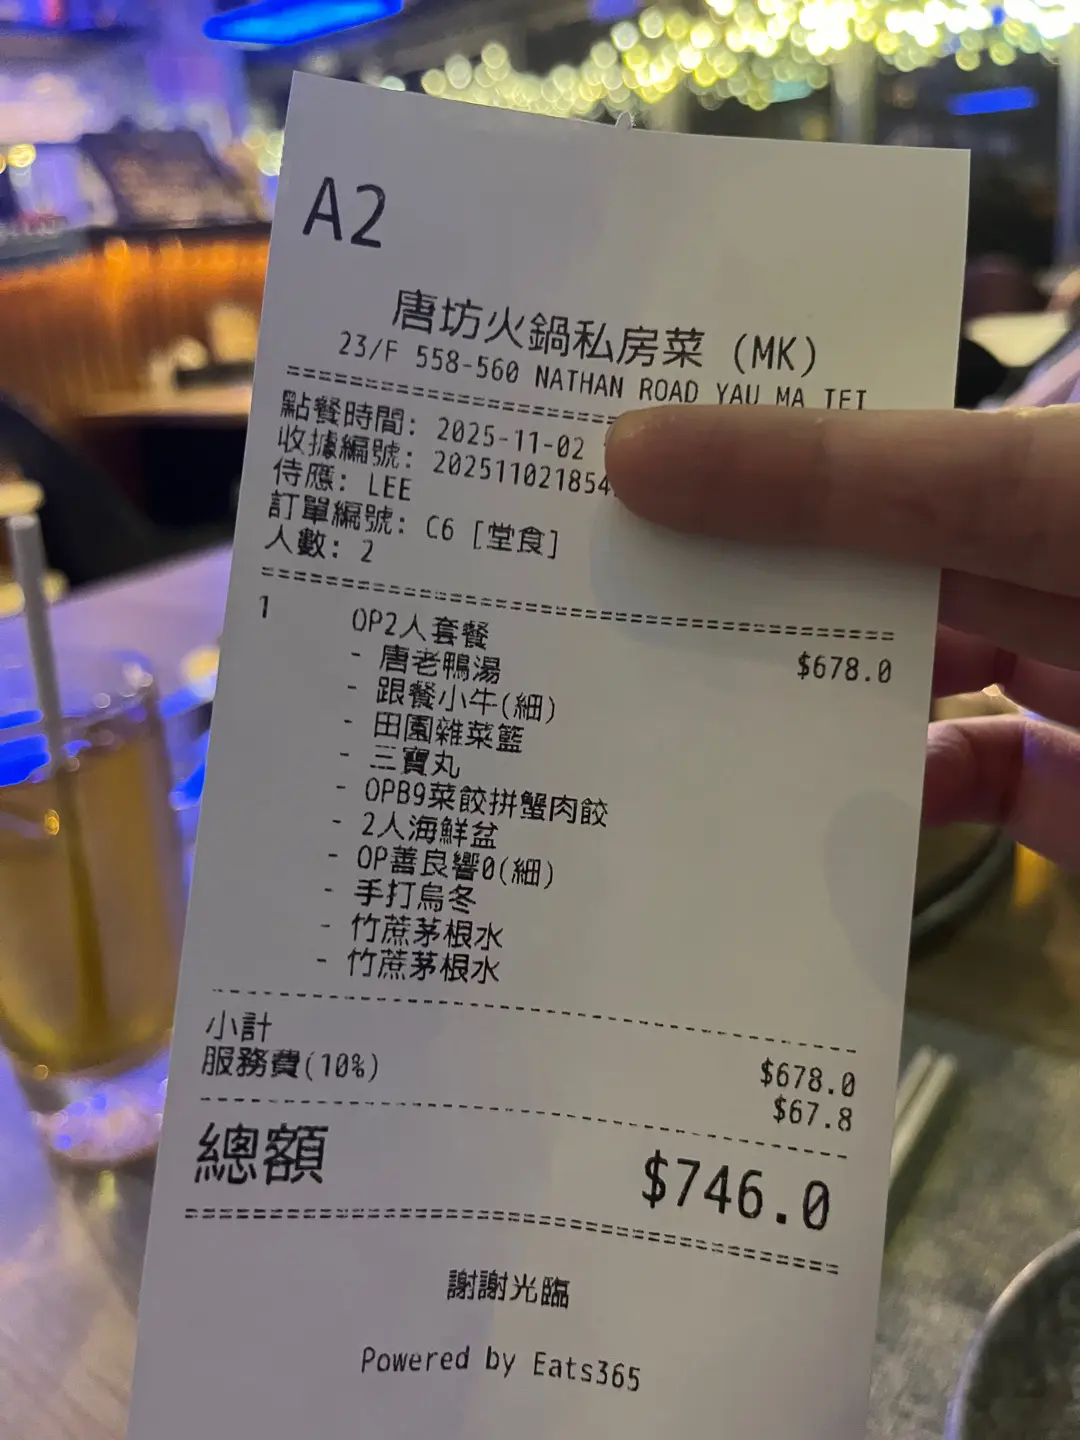 A2
唐坊火鍋私房菜 (MK)
23/F 558-560 NATHAN ROAD YAU MA TEI
點餐時間: 2025-11-02
收據編號: 202511021854
侍應: LEE
訂單編號: C6 [堂食]
人數: 2
1 OP2人套餐 $678.0
- 唐老鴨湯
- 跟餐小牛(細)
- 田園雜菜籃
- 三寶丸
- OPB9菜餃拼蟹肉餃
- 2人海鮮盆
- OP善良響0(細)
- 手打烏冬
- 竹蔗茅根水
- 竹蔗茅根水
小計 $678.0
服務費(10%) $67.8
總額 $746.0
謝謝光臨
Powered by Eats365